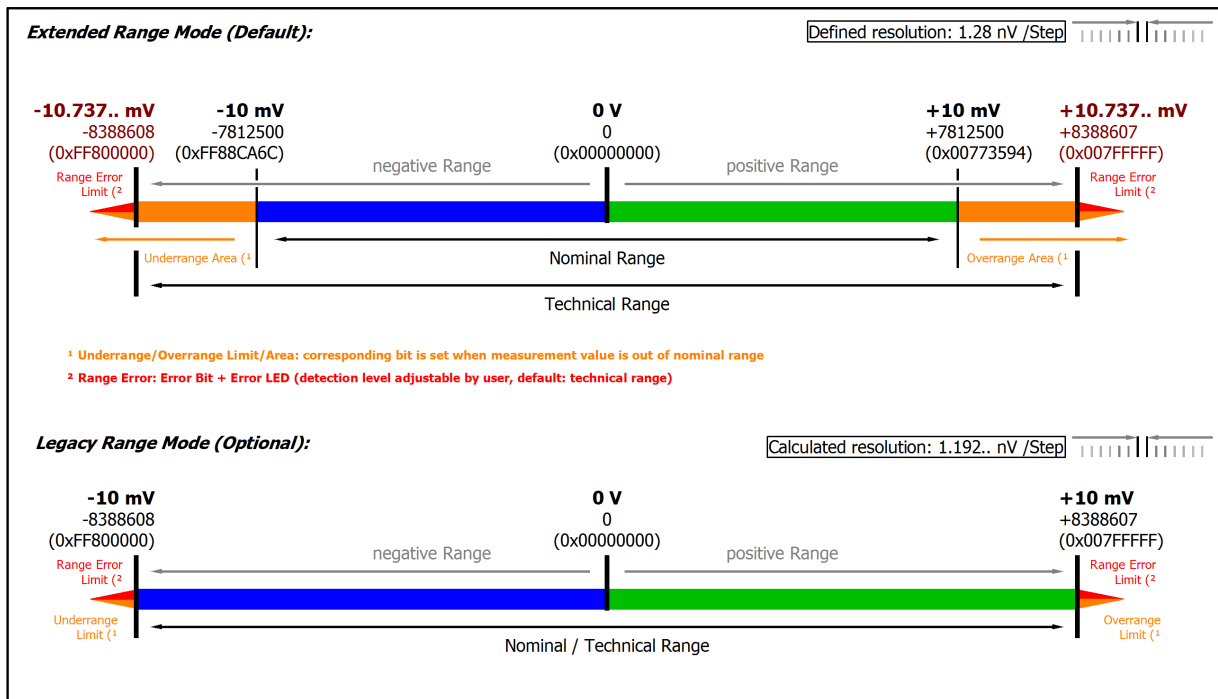 Extended Range Mode (Default):
Defined resolution: 1.28 nV /Step
-10.737.. mV
-8388608
(0xFF800000)
-10 mV
-7812500
(0xFF88CA6C)
0 V
0
(0x00000000)
+10 mV
+7812500
(0x00773594)
+10.737.. mV
+8388607
(0x007FFFFF)
negative Range
positive Range
Range Error
Limit (²
Range Error
Limit (²
Underrange Area (¹
Nominal Range
Overrange Area (¹
Technical Range
¹ Underrange/Overrange Limit/Area: corresponding bit is set when measurement value is out of nominal range
² Range Error: Error Bit + Error LED (detection level adjustable by user, default: technical range)
Legacy Range Mode (Optional):
Calculated resolution: 1.192.. nV /Step
-10 mV
-8388608
(0xFF800000)
0 V
0
(0x00000000)
+10 mV
+8388607
(0x007FFFFF)
negative Range
positive Range
Range Error
Limit (²
Range Error
Limit (²
Underrange
Limit (¹
Overrange
Limit (¹
Nominal / Technical Range